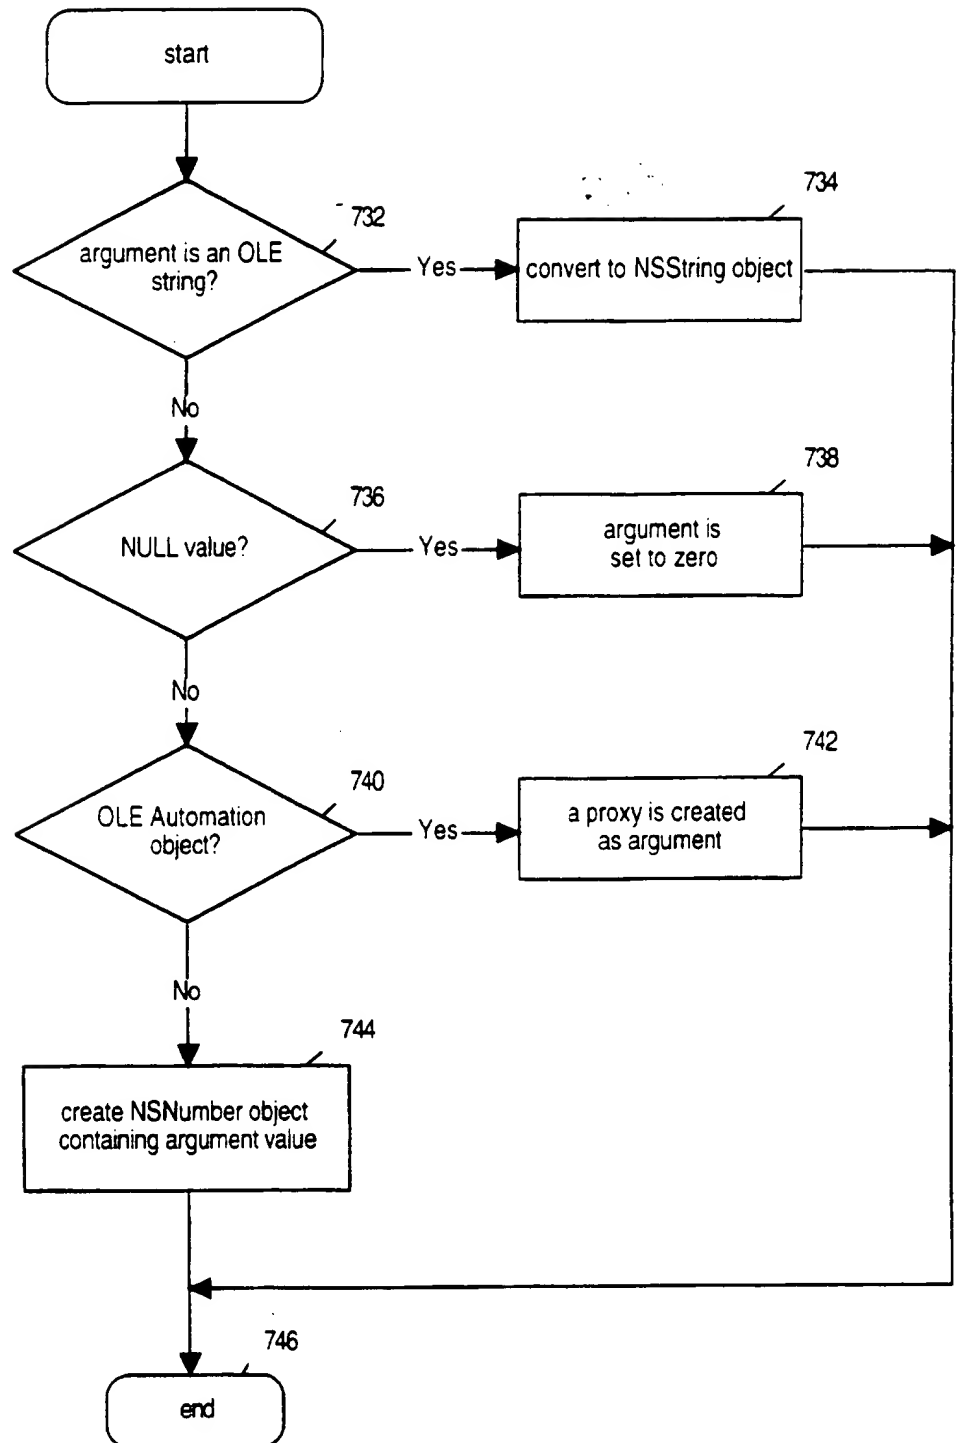 start
732
argument is an OLE
string?
Yes
734
convert to NSString object
No
736
NULL value?
Yes
738
argument is
set to zero
No
740
OLE Automation
object?
Yes
742
a proxy is created
as argument
No
744
create NSNumber object
containing argument value
746
end